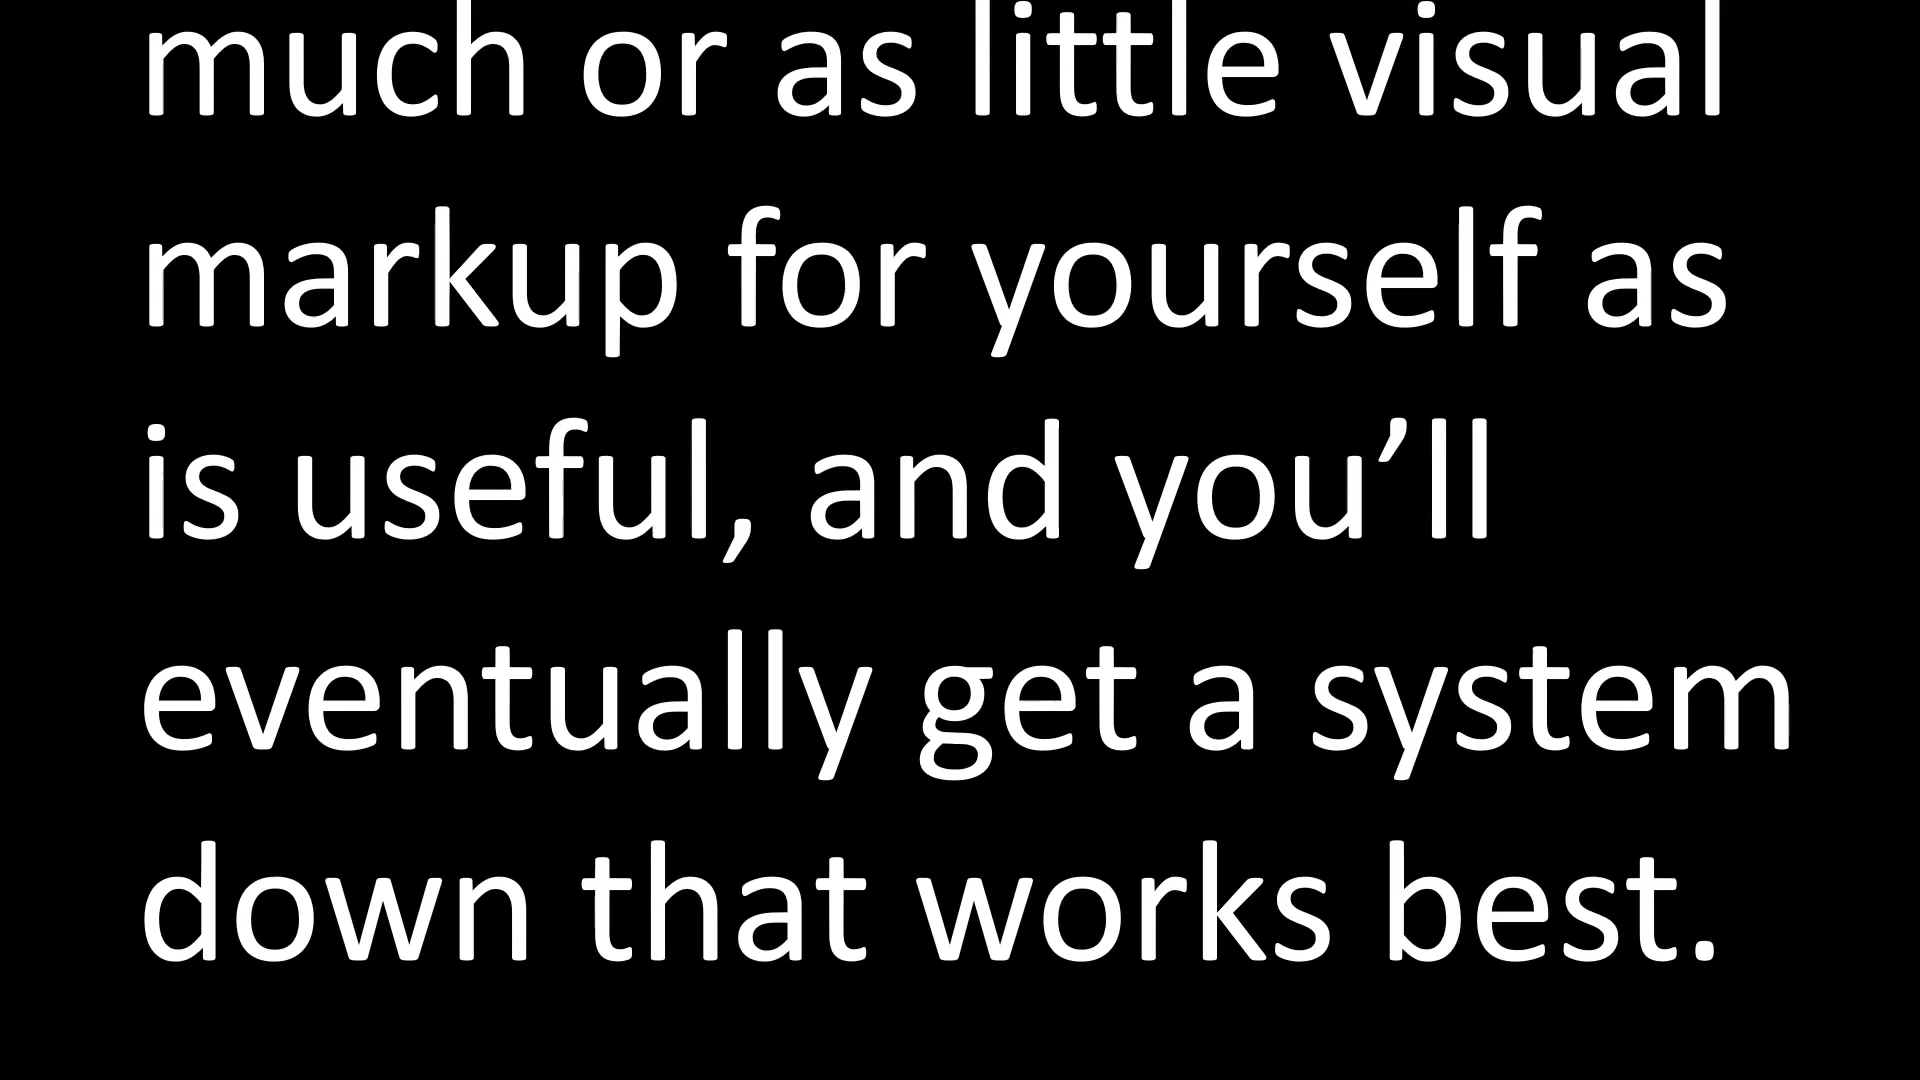 much or as little visual
markup for yourself as
is useful, and you’ll
eventually get a system
down that works best.